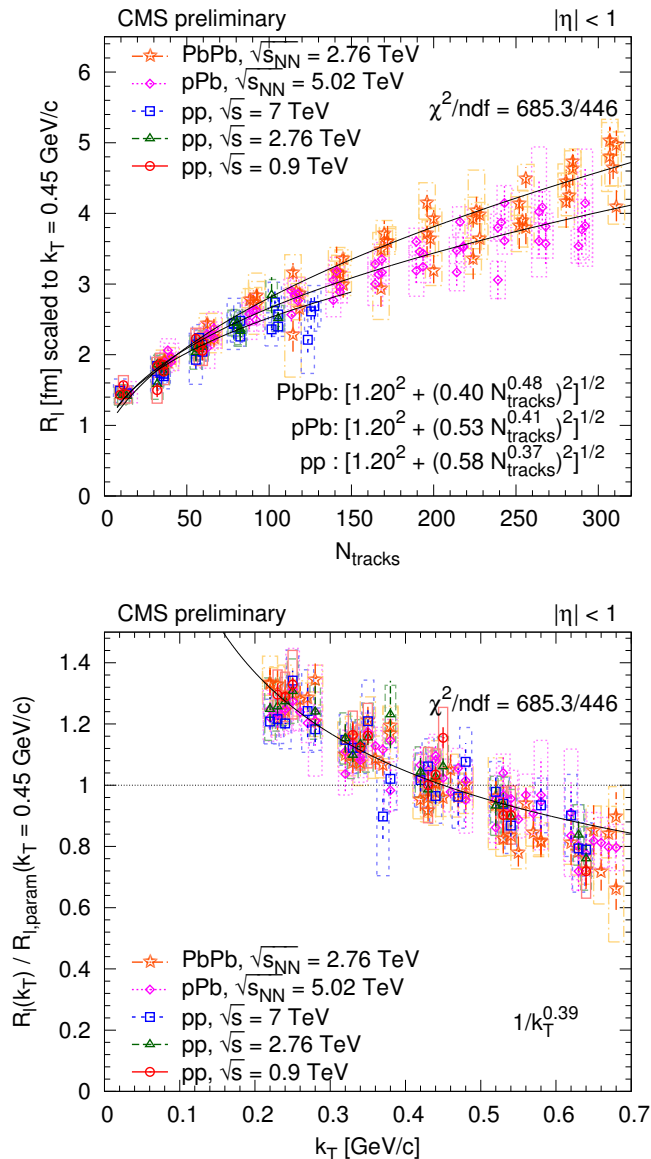 CMS preliminary |η| < 1
PbPb, √s_NN = 2.76 TeV
pPb, √s_NN = 5.02 TeV
pp, √s = 7 TeV
pp, √s = 2.76 TeV
pp, √s = 0.9 TeV
χ²/ndf = 685.3/446
PbPb: [1.20² + (0.40 N_tracks^0.48)²]^1/2
pPb: [1.20² + (0.53 N_tracks^0.41)²]^1/2
pp : [1.20² + (0.58 N_tracks^0.37)²]^1/2
R_l [fm] scaled to k_T = 0.45 GeV/c
6
5
4
3
2
1
0
0 50 100 150 200 250 300
N_tracks
CMS preliminary |η| < 1
χ²/ndf = 685.3/446
PbPb, √s_NN = 2.76 TeV
pPb, √s_NN = 5.02 TeV
pp, √s = 7 TeV
pp, √s = 2.76 TeV
pp, √s = 0.9 TeV
1/k_T^0.39
R_l(k_T) / R_l,param(k_T = 0.45 GeV/c)
1.4
1.2
1
0.8
0.6
0.4
0.2
0
0 0.1 0.2 0.3 0.4 0.5 0.6 0.7
k_T [GeV/c]